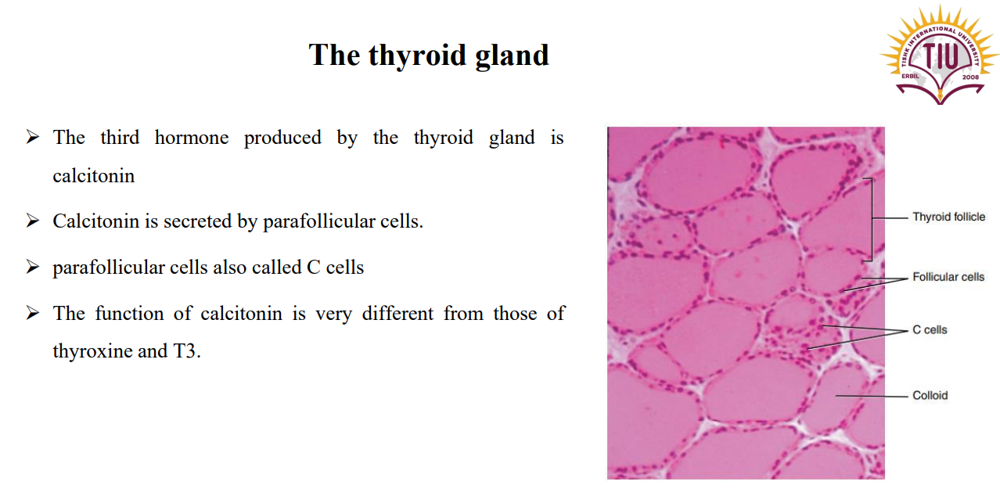 The thyroid gland
TISHK INTERNATIONAL UNIVERSITY
TIU
ERBIL 2008
➢ The third hormone produced by the thyroid gland is
calcitonin
➢ Calcitonin is secreted by parafollicular cells.
➢ parafollicular cells also called C cells
➢ The function of calcitonin is very different from those of
thyroxine and T3.
Thyroid follicle
Follicular cells
C cells
Colloid